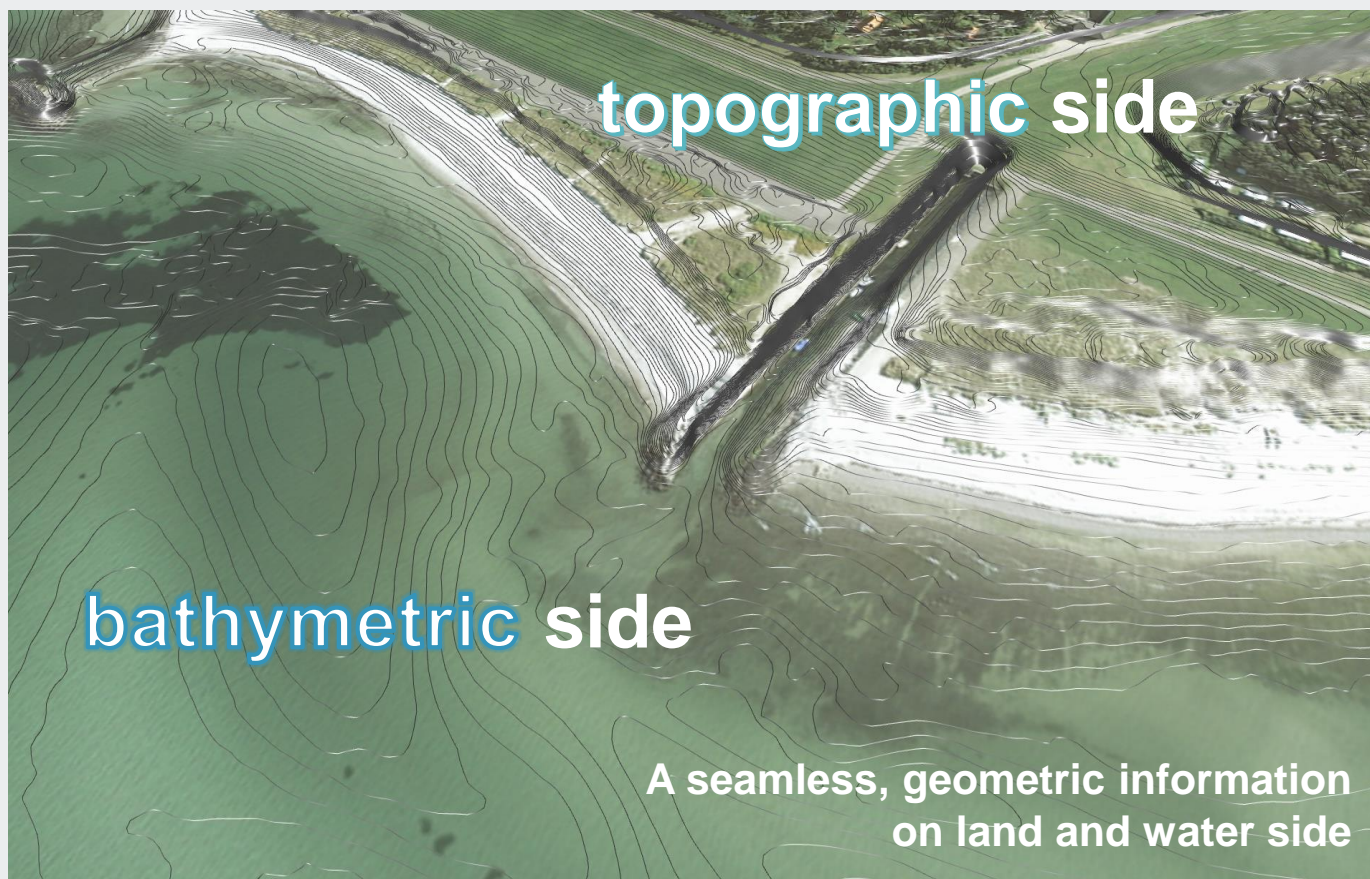 topographic side
bathymetric side
A seamless, geometric information
on land and water side